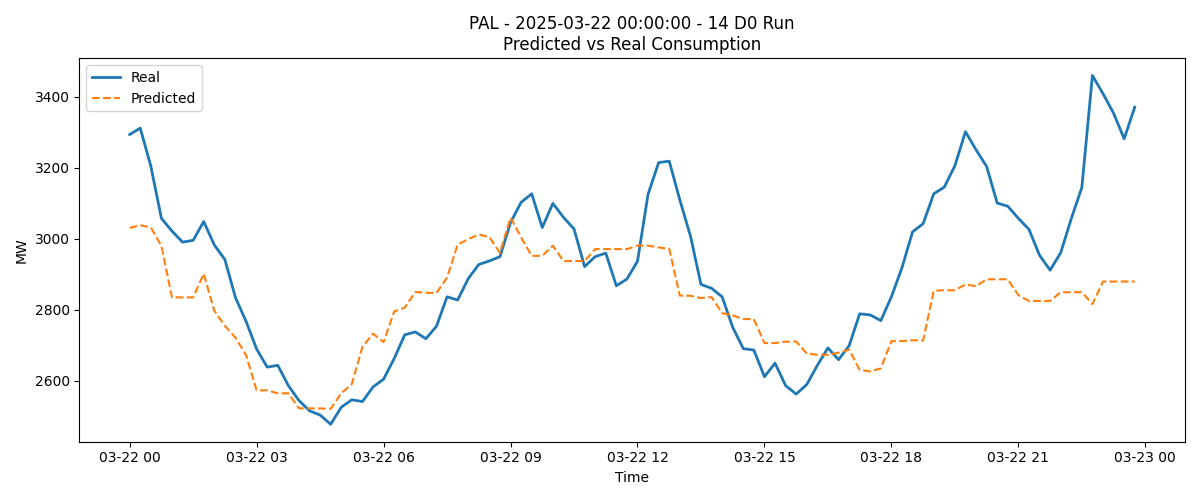 PAL - 2025-03-22 00:00:00 - 14 D0 Run
Predicted vs Real Consumption
Real
Predicted
3400
3200
3000
2800
2600
MW
03-22 00
03-22 03
03-22 06
03-22 09
03-22 12
03-22 15
03-22 18
03-22 21
03-23 00
Time